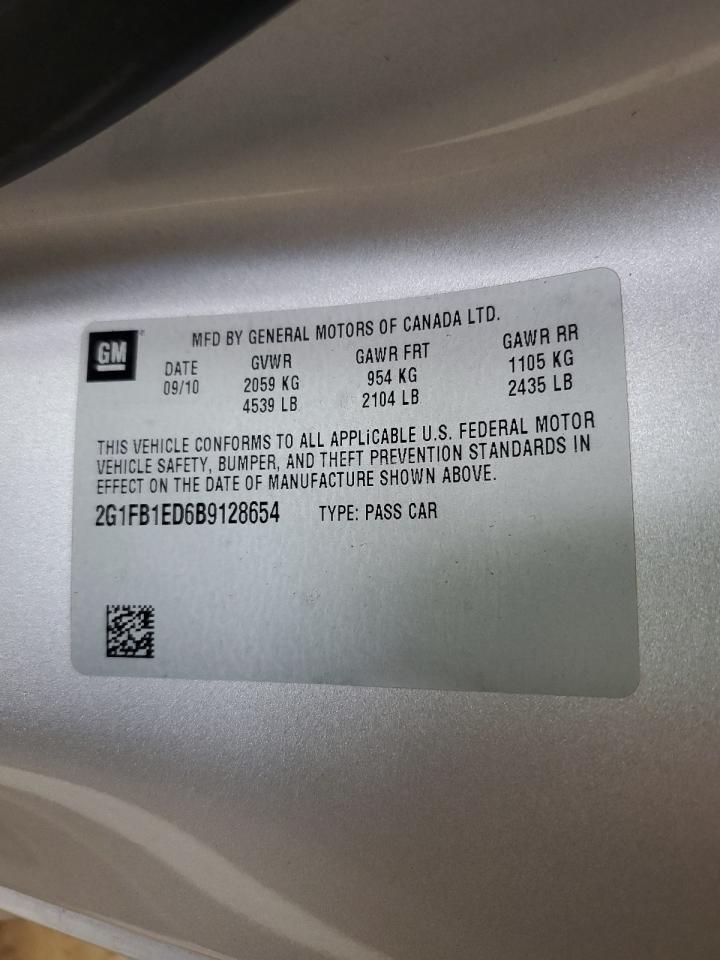 GM
MFD BY GENERAL MOTORS OF CANADA LTD.
DATE GVWR GAWR FRT GAWR RR
09/10 2059 KG 954 KG 1105 KG
4539 LB 2104 LB 2435 LB
THIS VEHICLE CONFORMS TO ALL APPLiCABLE U.S. FEDERAL MOTOR
VEHICLE SAFETY, BUMPER, AND THEFT PREVENTION STANDARDS IN
EFFECT ON THE DATE OF MANUFACTURE SHOWN ABOVE.
2G1FB1ED6B9128654 TYPE: PASS CAR